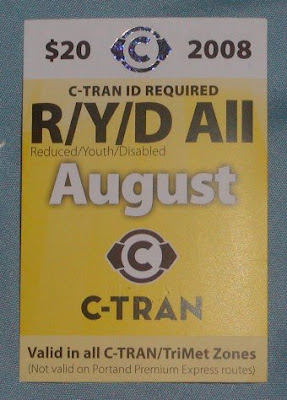 $20 C 2008
C-TRAN ID REQUIRED
R/Y/D All
Reduced/Youth/Disabled
August
C
C-TRAN
Valid in all C-TRAN/TriMet Zones
(Not valid on Portand Premium Express routes)